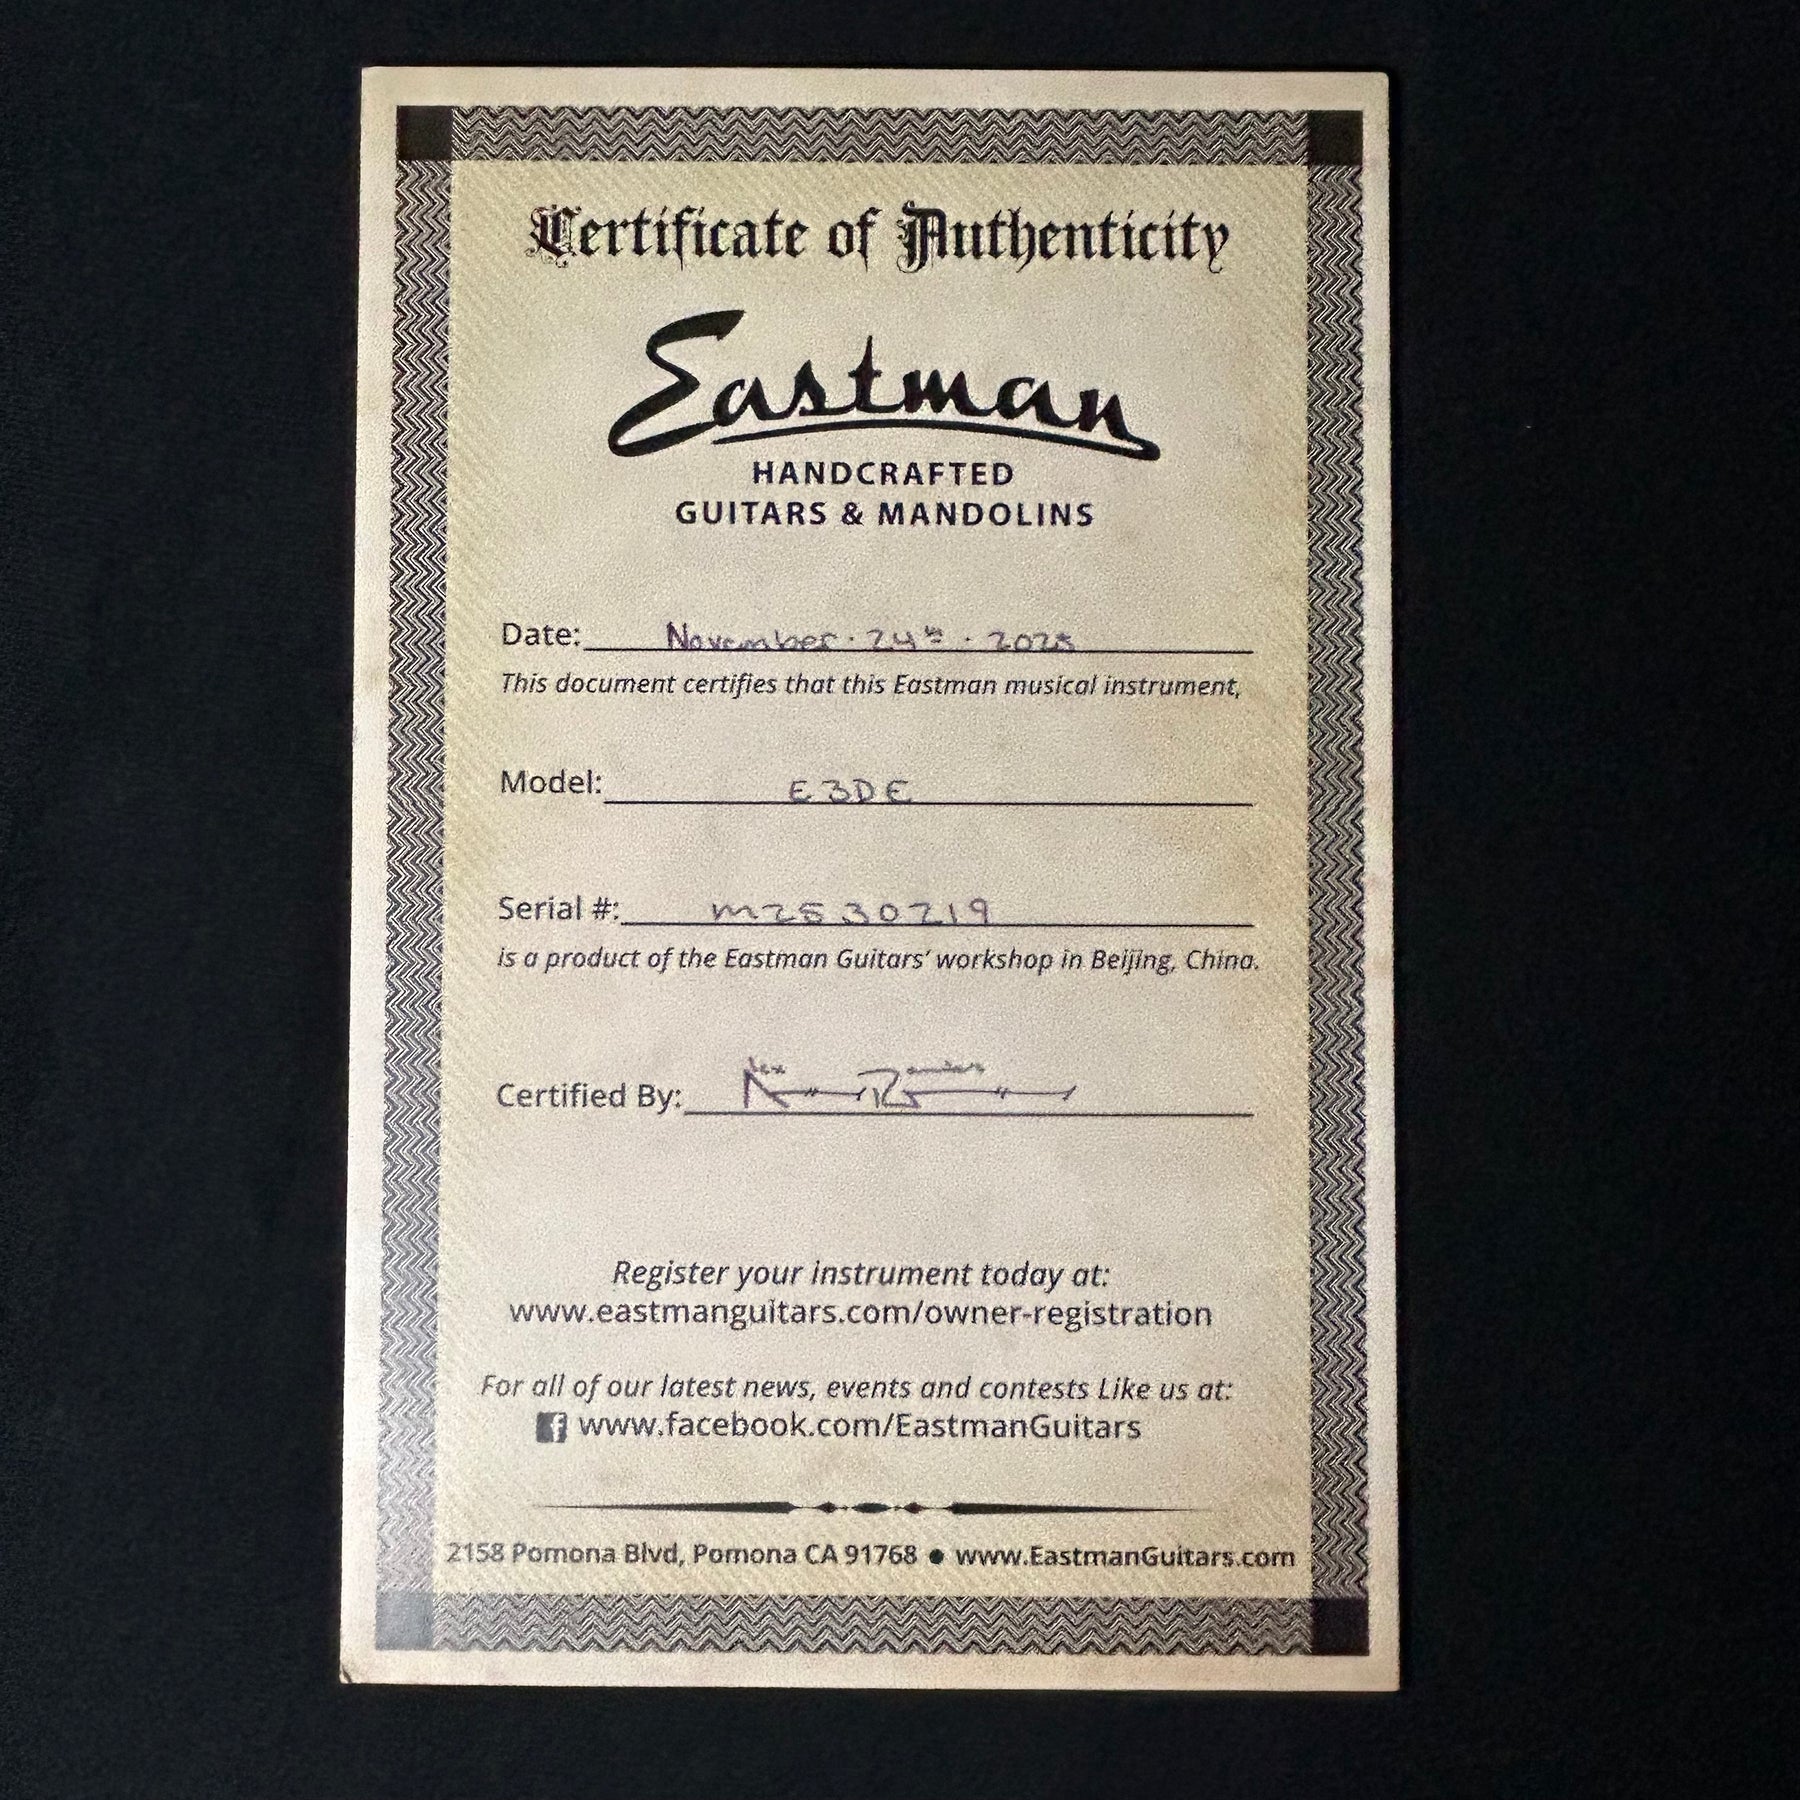 Certificate of Authenticity
Eastman
HANDCRAFTED
GUITARS & MANDOLINS
Date: November · 24th · 2025
This document certifies that this Eastman musical instrument,
Model: E3DE
Serial #: M2530219
is a product of the Eastman Guitars' workshop in Beijing, China.
Certified By: Alex
Register your instrument today at:
www.eastmanguitars.com/owner-registration
For all of our latest news, events and contests Like us at:
f www.facebook.com/EastmanGuitars
2158 Pomona Blvd, Pomona CA 91768 ● www.EastmanGuitars.com